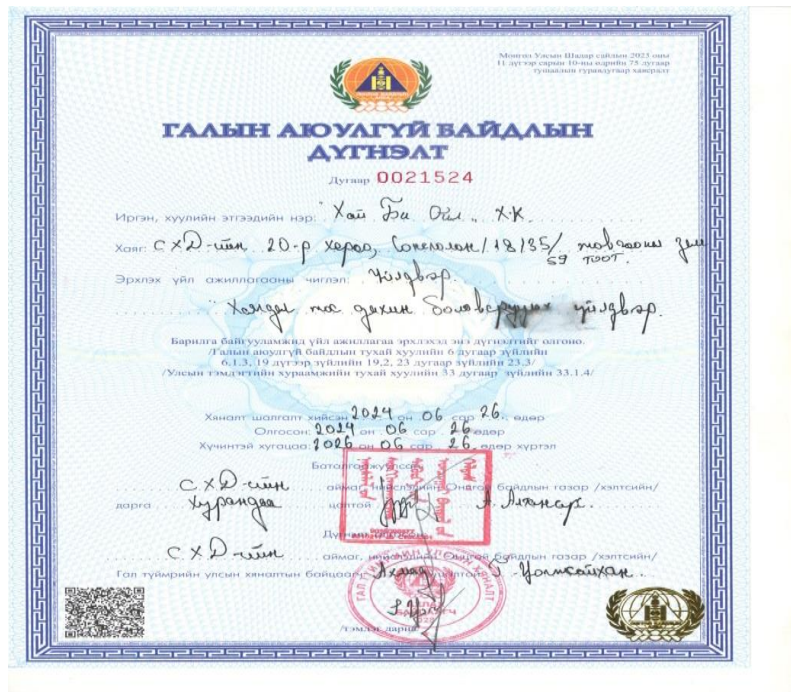 Монгол Улсын Шадар сайдын 2023 оны
11 дүгээр сарын 10-ны өдрийн 75 дугаар
тушаалын гуравдугаар хавсралт
ГАЛЫН АЮУЛГҮЙ БАЙДЛЫН
ДҮГНЭЛТ
Дугаар 0021524
Иргэн, хуулийн этгээдийн нэр: "Хай Би Ойл" ХК
Хаяг: СХД-ийн 20-р хороо, Сонсголон /18135/
59 тоот.
Эрхлэх үйл ажиллагааны чиглэл: Үйлдвэр.
дахин боловсруулах үйлдвэр.
Барилга байгууламжид үйл ажиллагаа эрхлэхэд энэ дүгнэлтийг олгоно.
/Галын аюулгүй байдлын тухай хуулийн 6 дугаар зүйлийн
6.1.3, 19 дүгээр зүйлийн 19.2, 23 дугаар зүйлийн 23.3/
/Улсын тэмдэгтийн хураамжийн тухай хуулийн 33 дугаар зүйлийн 33.1.4/
Хяналт шалгалт хийсэн 2024 он 06 сар 26 өдөр
Олгосон: 2024 он 06 сар 26 өдөр
Хүчинтэй хугацаа: 2026 он 06 сар 26 өдөр хүртэл
Баталгаажуулсан:
СХД-ийн аймаг, нийслэлийн Онцгой байдлын газар /хэлтсийн/
дарга хурандаа цолтой
СХД-ийн аймаг, нийслэлийн Онцгой байдлын газар /хэлтсийн/
Гал түймрийн улсын хяналтын байцаагч Ахмад цолтой
/тэмдэг дарна/